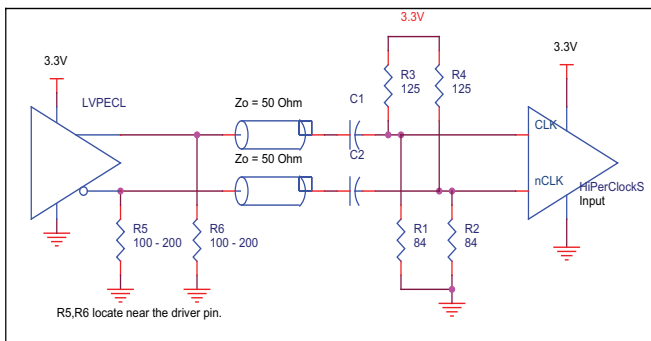 3.3V
3.3V
3.3V
LVPECL
Zo = 50 Ohm
C1
R3
125
R4
125
CLK
Zo = 50 Ohm
C2
nCLK
HiPerClockS
Input
R5
100 - 200
R6
100 - 200
R1
84
R2
84
R5,R6 locate near the driver pin.